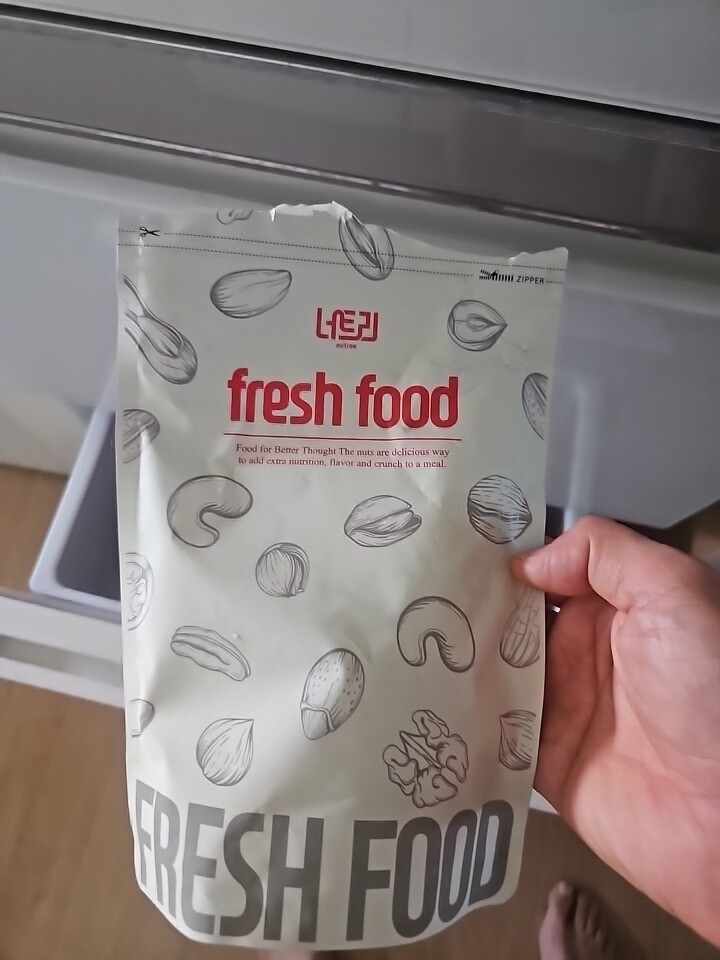 ZIPPER
너트리
nutree
fresh food
Food for Better Thought The nuts are delicious way
to add extra nutrition, flavor and crunch to a meal.
FRESH FOOD